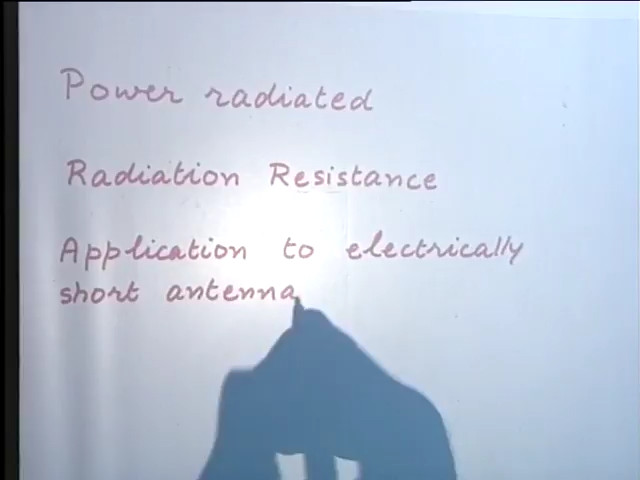 Power radiated
Radiation Resistance
Application to electrically
short antenna